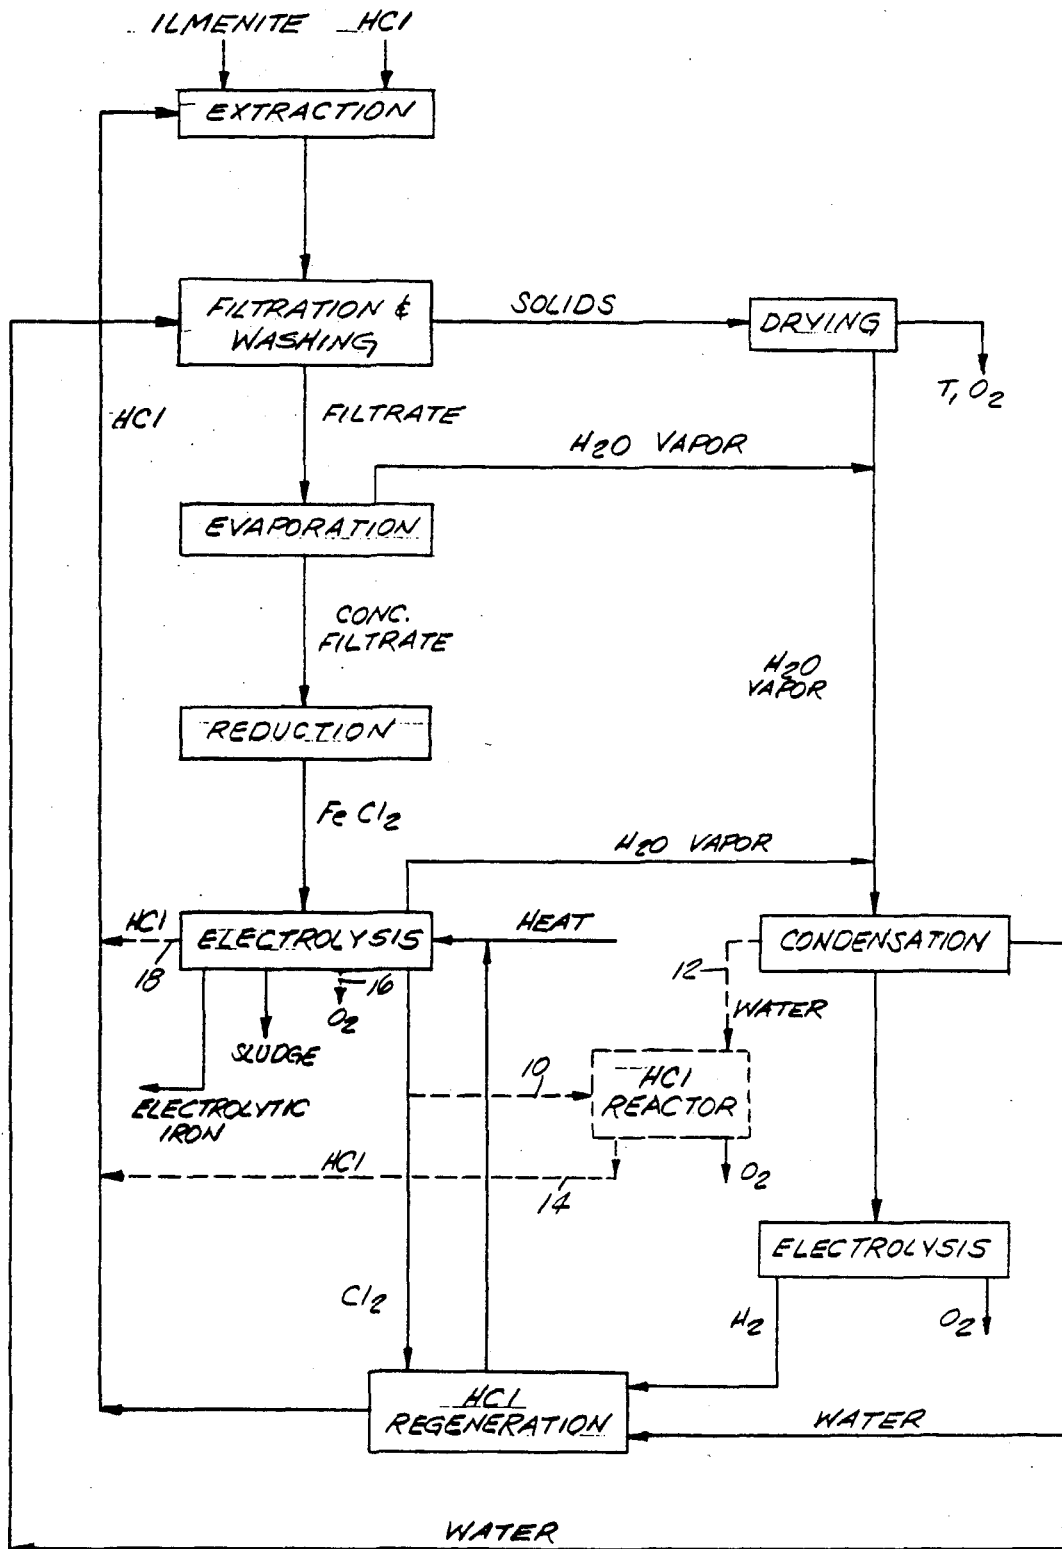 ILMENITE HCl
EXTRACTION
FILTRATION &
WASHING
SOLIDS
DRYING
TiO2
HCl
FILTRATE
H2O VAPOR
EVAPORATION
CONC.
FILTRATE
H2O
VAPOR
REDUCTION
FeCl2
H2O VAPOR
HCl
18
ELECTROLYSIS
HEAT
CONDENSATION
16
O2
12
WATER
SLUDGE
ELECTROLYTIC
IRON
10
HCl
REACTOR
HCl
14
O2
ELECTROLYSIS
Cl2
H2
O2
HCl
REGENERATION
WATER
WATER